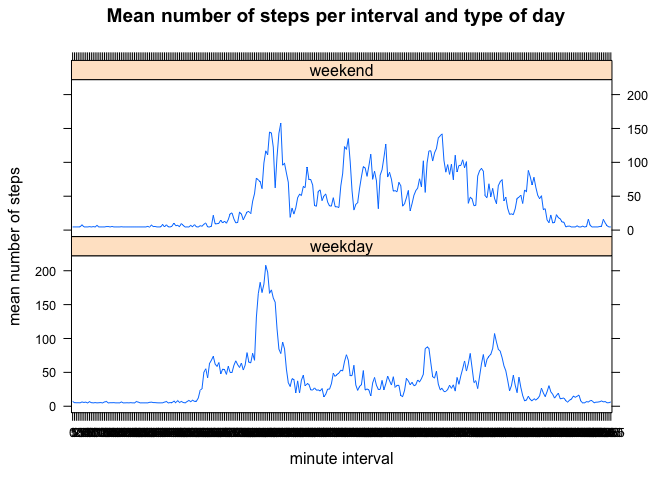 Mean number of steps per interval and type of day
weekend
200
150
100
50
0
weekday
200
150
100
50
0
mean number of steps
minute interval